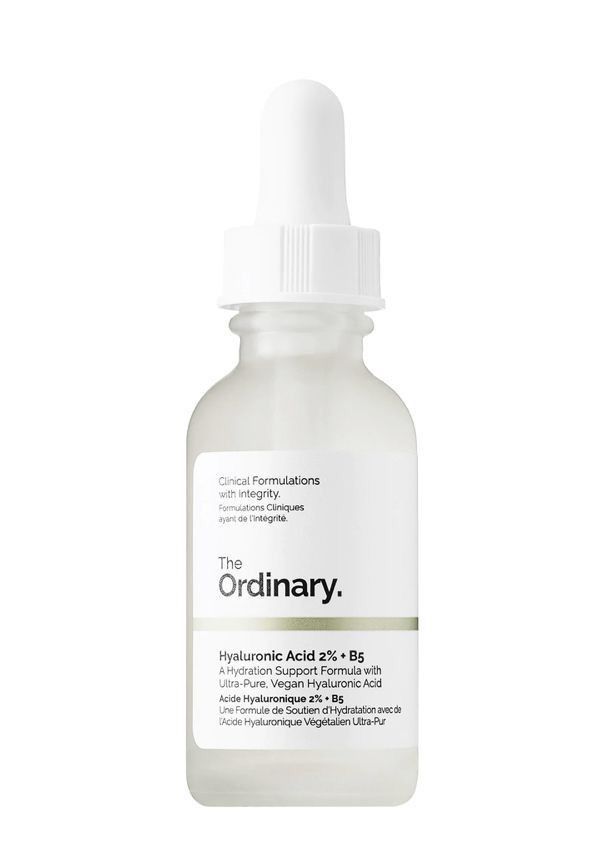 Clinical Formulations
with Integrity.
Formulations Cliniques
ayant de l'Intégrité.
The
Ordinary.
Hyaluronic Acid 2% + B5
A Hydration Support Formula with
Ultra-Pure, Vegan Hyaluronic Acid
Acide Hyaluronique 2% + B5
Une Formule de Soutien d'Hydratation avec de
l'Acide Hyaluronique Végétalien Ultra-Pur